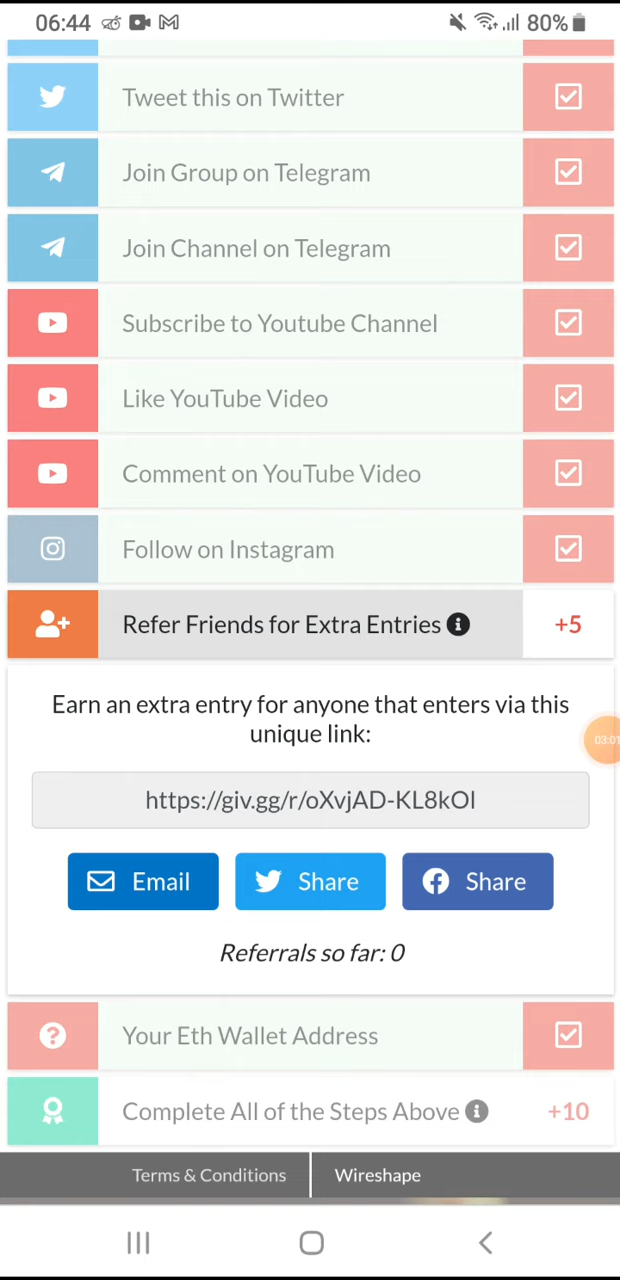 06:44
80%
Tweet this on Twitter
Join Group on Telegram
Join Channel on Telegram
Subscribe to Youtube Channel
Like YouTube Video
Comment on YouTube Video
Follow on Instagram
Refer Friends for Extra Entries
+5
Earn an extra entry for anyone that enters via this
unique link:
03:01
https://giv.gg/r/oXvjAD-KL8kOl
Email
Share
Share
Referrals so far: 0
Your Eth Wallet Address
Complete All of the Steps Above
+10
Terms & Conditions
Wireshape